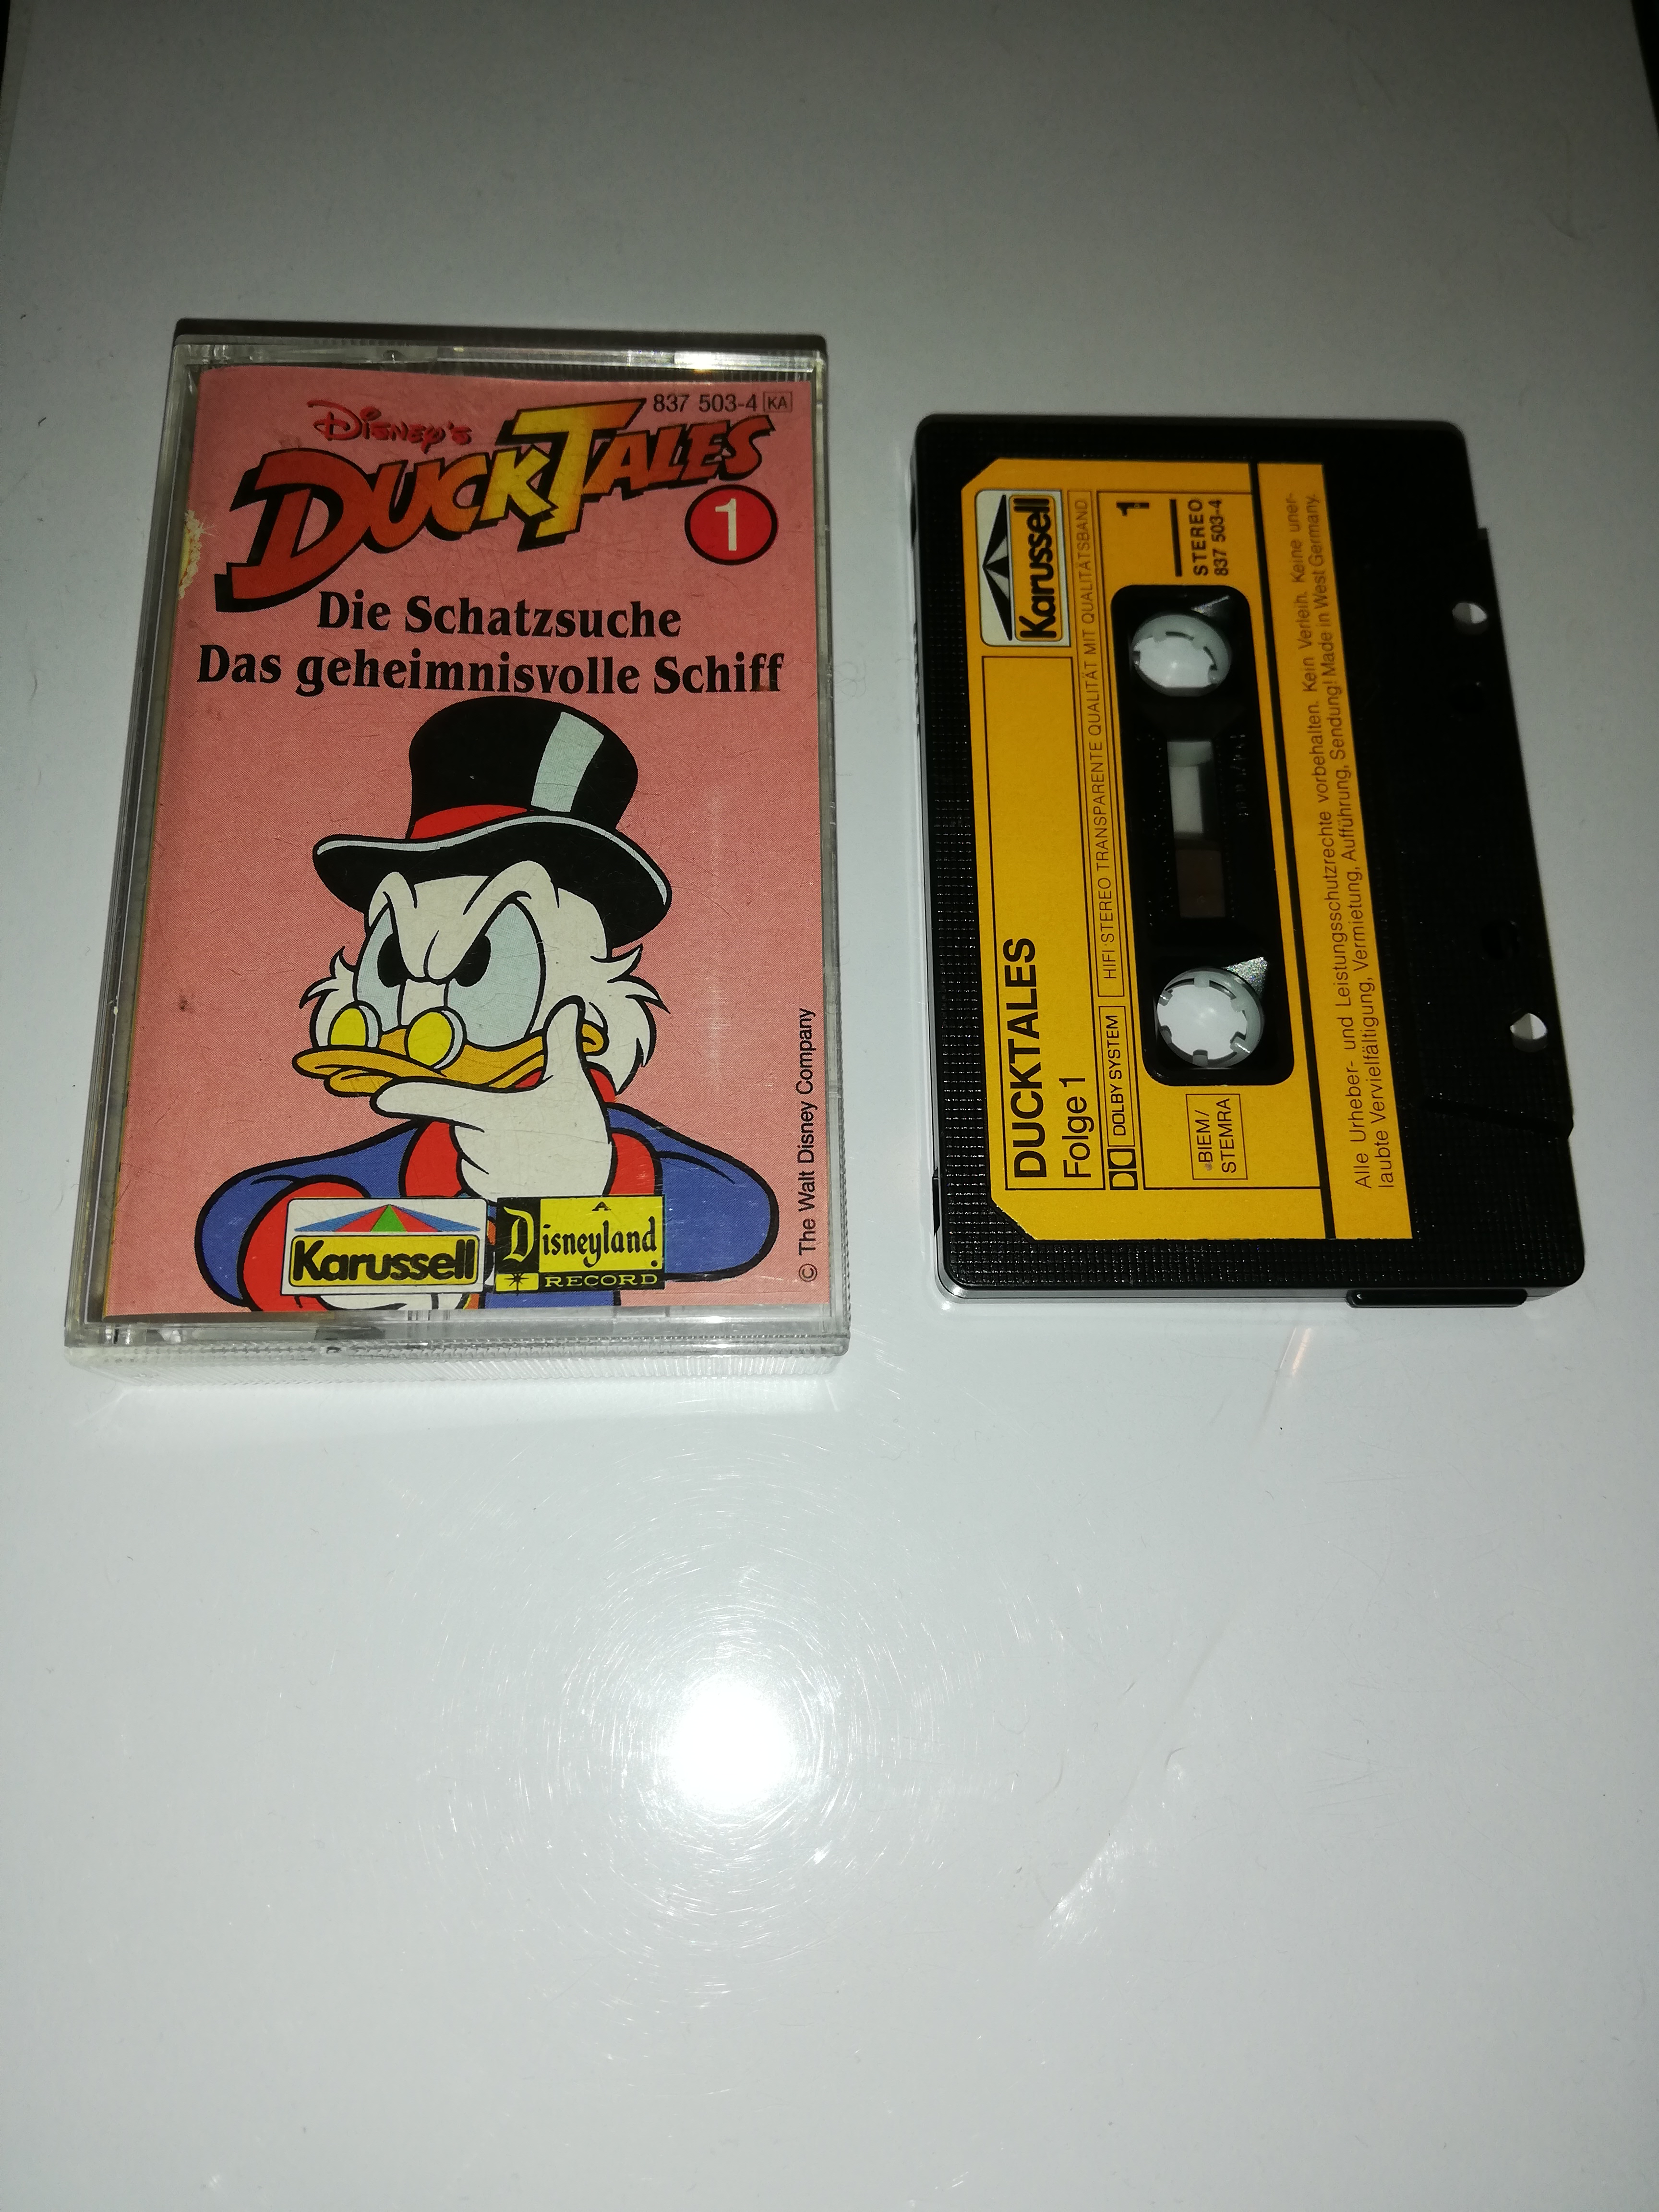 837 503-4 KA
DISNEY'S
DUCKTALES
1
Die Schatzsuche
Das geheimnisvolle Schiff
© The Walt Disney Company
Karussell
A
Disneyland
RECORD
Karussell
DUCKTALES
Folge 1
DOLBY SYSTEM HIFI-STEREO TRANSPARENTE QUALITÄT MIT QUALITÄTSBAND
1
STEREO
837 503-4
BIEM/
STEMRA
Alle Urheber- und Leistungsschutzrechte vorbehalten. Kein Verleih. Keine uner-
laubte Vervielfältigung, Vermietung, Aufführung, Sendung! Made in West Germany.